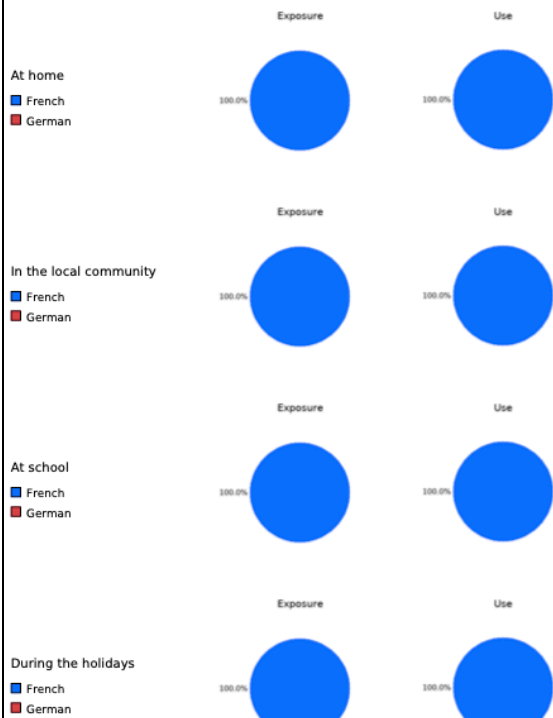 Exposure Use
At home
French
German
100.0% 100.0%
Exposure Use
In the local community
French
German
100.0% 100.0%
Exposure Use
At school
French
German
100.0% 100.0%
Exposure Use
During the holidays
French
German
100.0% 100.0%